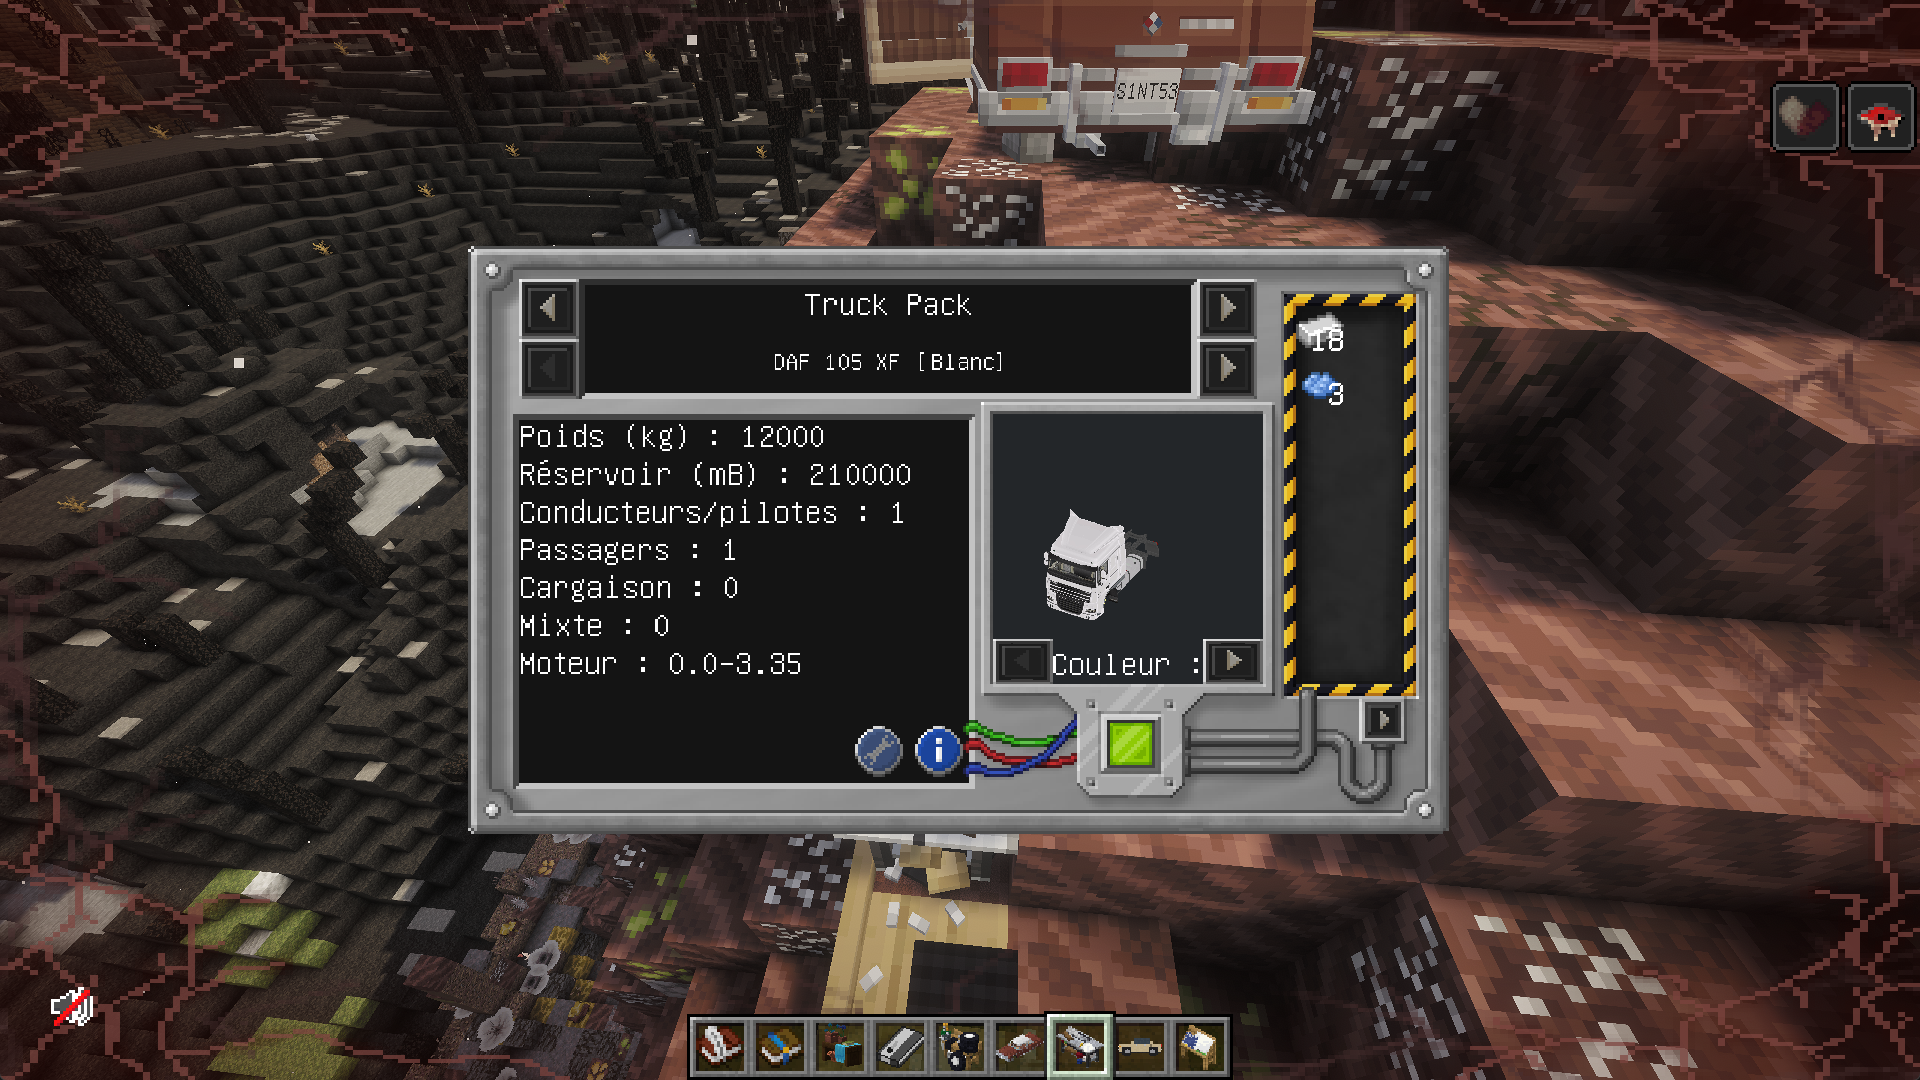 S1NT53
Truck Pack
DAF 105 XF [Blanc]
18
3
Poids (kg) : 12000
Réservoir (mB) : 210000
Conducteurs/pilotes : 1
Passagers : 1
Cargaison : 0
Mixte : 0
Moteur : 0.0-3.35
Couleur :
i